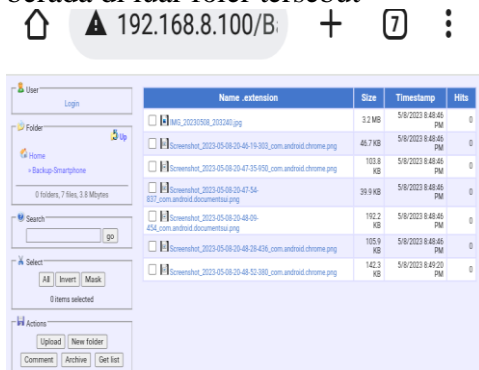 192.168.8.100/B
7
User
Login
Folder
Up
Home
Backup-Smartphone
0 folders, 7 files, 3.8 Mbytes
Search
go
Select
All Invert Mask
0 items selected
Actions
Upload New folder
Comment Archive Get list
Name .extension Size Timestamp Hits
IMG_20230508_203240.jpg 3.2 MB 5/8/2023 8:48:46 PM 0
Screenshot_2023-05-08-20-46-19-303_com.android.chrome.png 46.7 KB 5/8/2023 8:48:46 PM 0
Screenshot_2023-05-08-20-47-35-950_com.android.chrome.png 103.8 KB 5/8/2023 8:48:46 PM 0
Screenshot_2023-05-08-20-47-54-837_com.android.documentsui.png 39.9 KB 5/8/2023 8:48:46 PM 0
Screenshot_2023-05-08-20-48-09-454_com.android.documentsui.png 192.2 KB 5/8/2023 8:48:46 PM 0
Screenshot_2023-05-08-20-48-28-436_com.android.chrome.png 105.9 KB 5/8/2023 8:48:46 PM 0
Screenshot_2023-05-08-20-48-52-380_com.android.chrome.png 142.3 KB 5/8/2023 8:49:20 PM 0